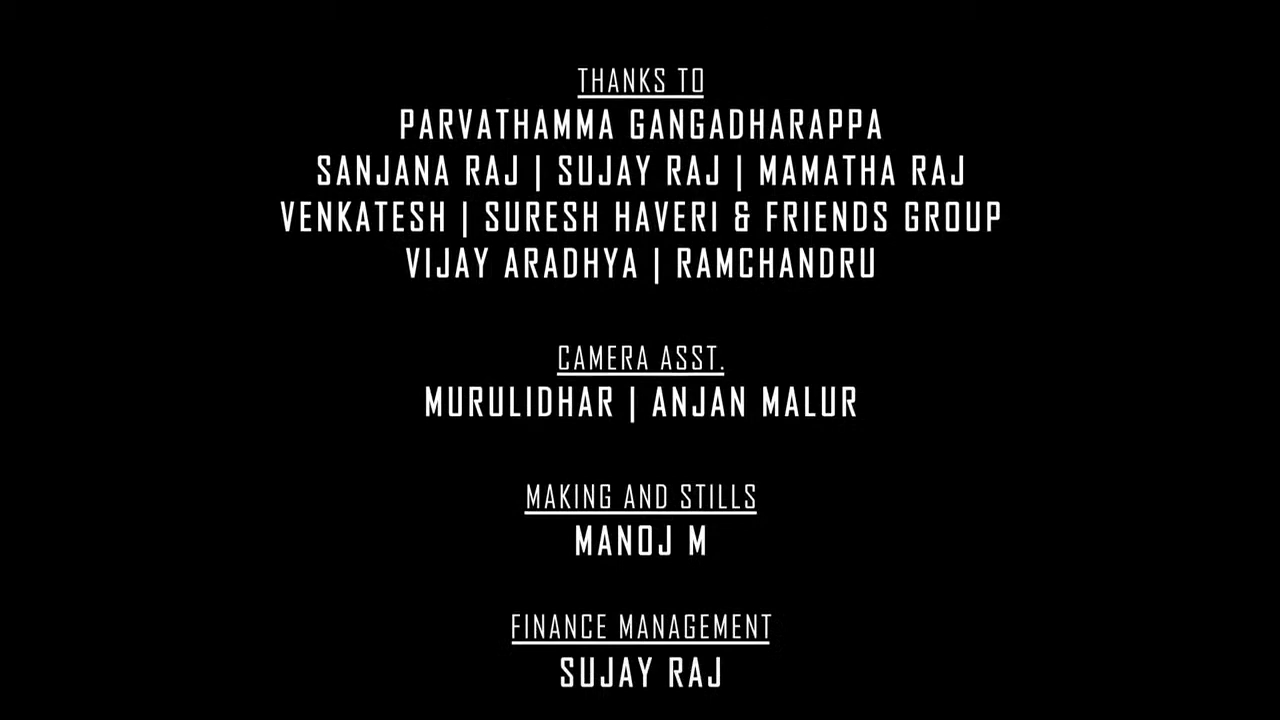 THANKS TO
PARVATHAMMA GANGADHARAPPA
SANJANA RAJ | SUJAY RAJ | MAMATHA RAJ
VENKATESH | SURESH HAVERI & FRIENDS GROUP
VIJAY ARADHYA | RAMCHANDRU
CAMERA ASST.
MURULIDHAR | ANJAN MALUR
MAKING AND STILLS
MANOJ M
FINANCE MANAGEMENT
SUJAY RAJ